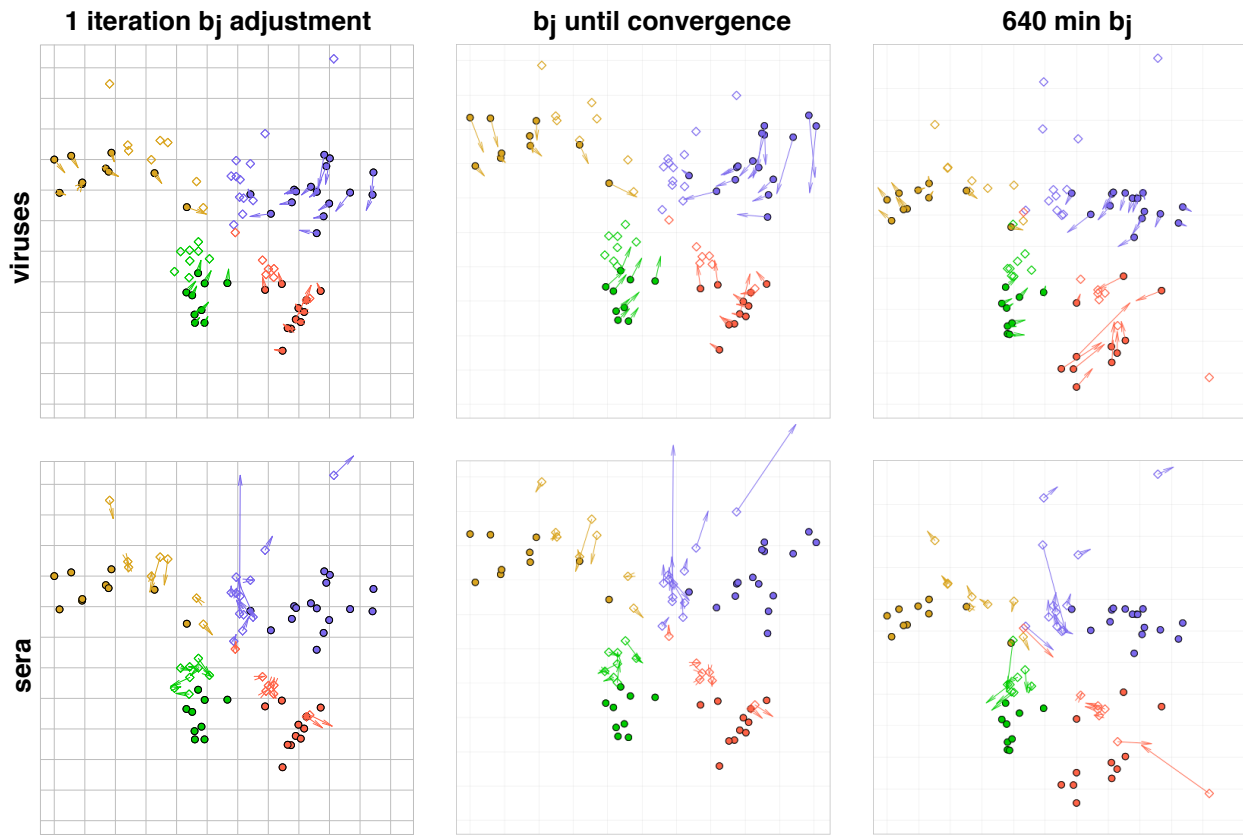 1 iteration bj adjustment
bj until convergence
640 min bj
viruses
sera